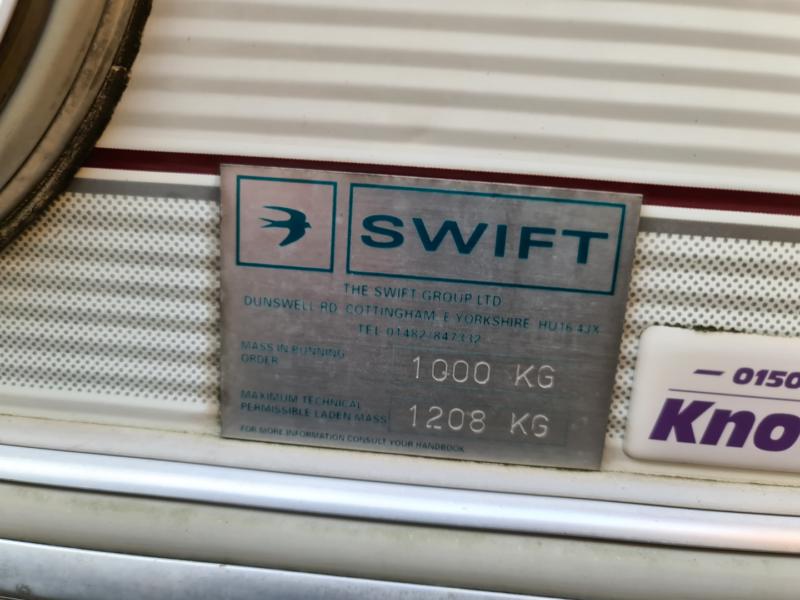 SWIFT
THE SWIFT GROUP LTD
DUNSWELL RD, COTTINGHAM, E YORKSHIRE HU16 4JX
TEL 01482/847332
MASS IN RUNNING
ORDER
1000 KG
MAXIMUM TECHNICAL
PERMISSIBLE LADEN MASS
1208 KG
FOR MORE INFORMATION CONSULT YOUR HANDBOOK
— 0150
Kno